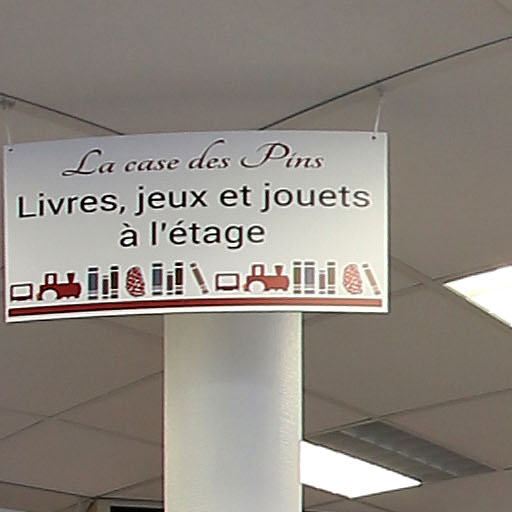 La case des Pins
Livres, jeux et jouets
à l'étage